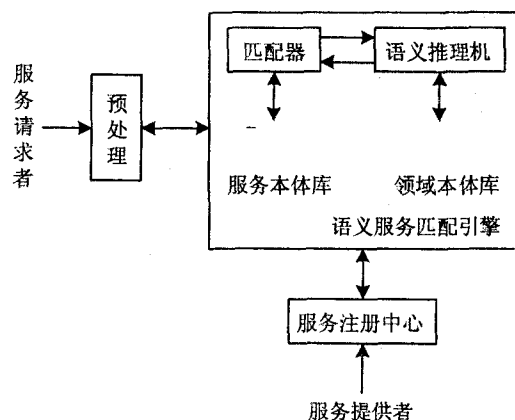 匹配器
语义推理机
服务请求者
预处理
服务本体库
领域本体库
语义服务匹配引擎
服务注册中心
服务提供者